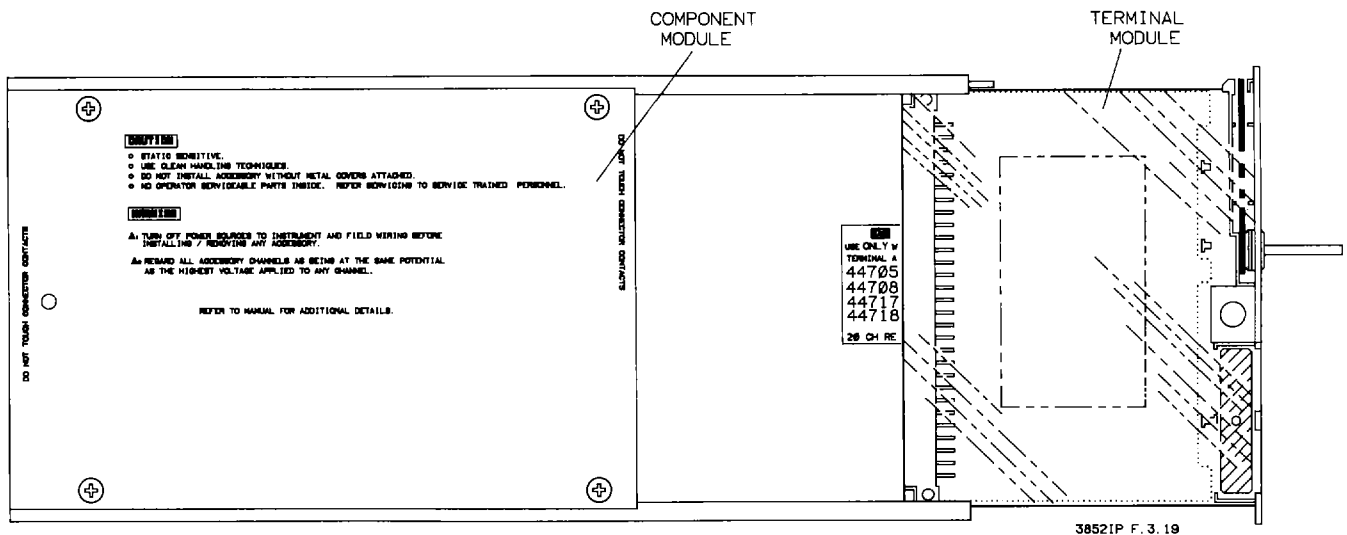 COMPONENT
MODULE
TERMINAL
MODULE
CAUTION
o STATIC SENSITIVE.
o USE CLEAN HANDLING TECHNIQUES.
o DO NOT INSTALL ACCESSORY WITHOUT METAL COVERS ATTACHED.
o NO OPERATOR SERVICEABLE PARTS INSIDE. REFER SERVICING TO SERVICE TRAINED PERSONNEL.
WARNING
TURN OFF POWER SOURCES TO INSTRUMENT AND FIELD WIRING BEFORE
INSTALLING / REMOVING ANY ACCESSORY.
REGARD ALL ACCESSORY CHANNELS AS BEING AT THE SAME POTENTIAL
AS THE HIGHEST VOLTAGE APPLIED TO ANY CHANNEL.
REFER TO MANUAL FOR ADDITIONAL DETAILS.
DO NOT TOUCH CONNECTOR CONTACTS
DO NOT TOUCH CONNECTOR CONTACTS
USE ONLY W
TERMINAL A
44705
44708
44717
44718
20 CH RE
3852IP F.3.19